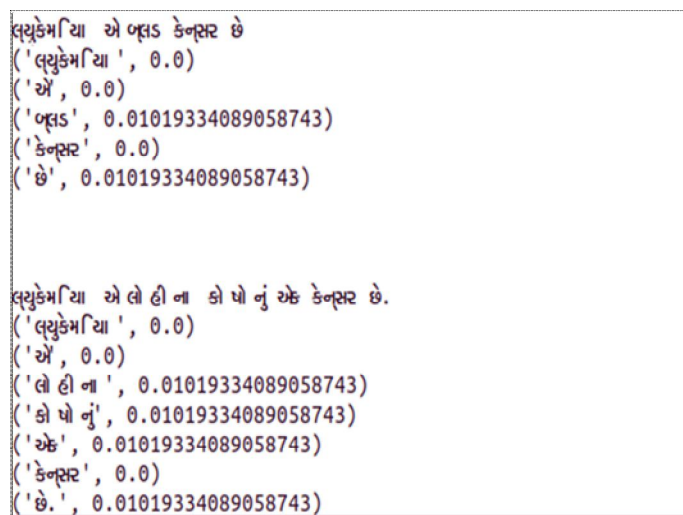 લ્યુકેમિયા એ બ્લડ કેન્સર છે
('લ્યુકેમિયા', 0.0)
('એ', 0.0)
('બ્લડ', 0.01019334089058743)
('કેન્સર', 0.0)
('છે', 0.01019334089058743)
લ્યુકેમિયા એ લોહીના કોષોનું એક કેન્સર છે.
('લ્યુકેમિયા', 0.0)
('એ', 0.0)
('લોહીના', 0.01019334089058743)
('કોષોનું', 0.01019334089058743)
('એક', 0.01019334089058743)
('કેન્સર', 0.0)
('છે.', 0.01019334089058743)